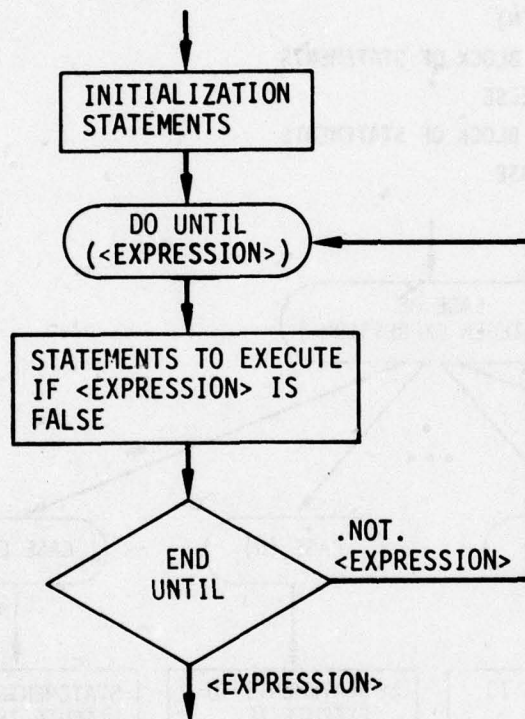 INITIALIZATION
STATEMENTS
DO UNTIL
(<EXPRESSION>)
STATEMENTS TO EXECUTE
IF <EXPRESSION> IS
FALSE
END
UNTIL
.NOT.
<EXPRESSION>
<EXPRESSION>